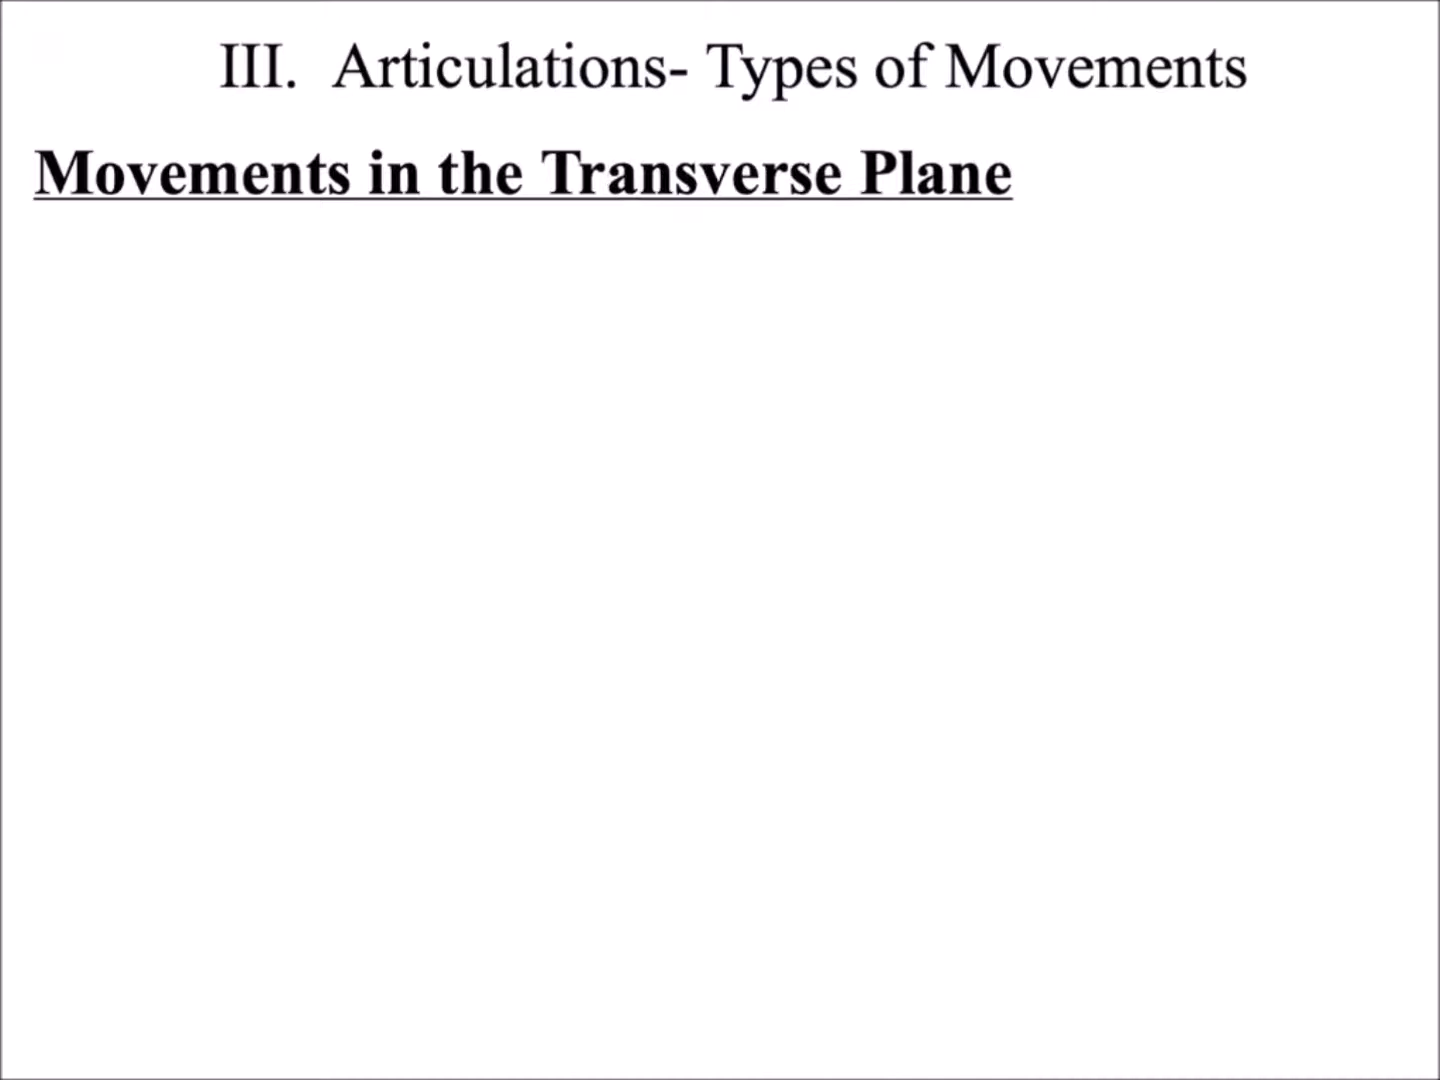 III. Articulations- Types of Movements
Movements in the Transverse Plane